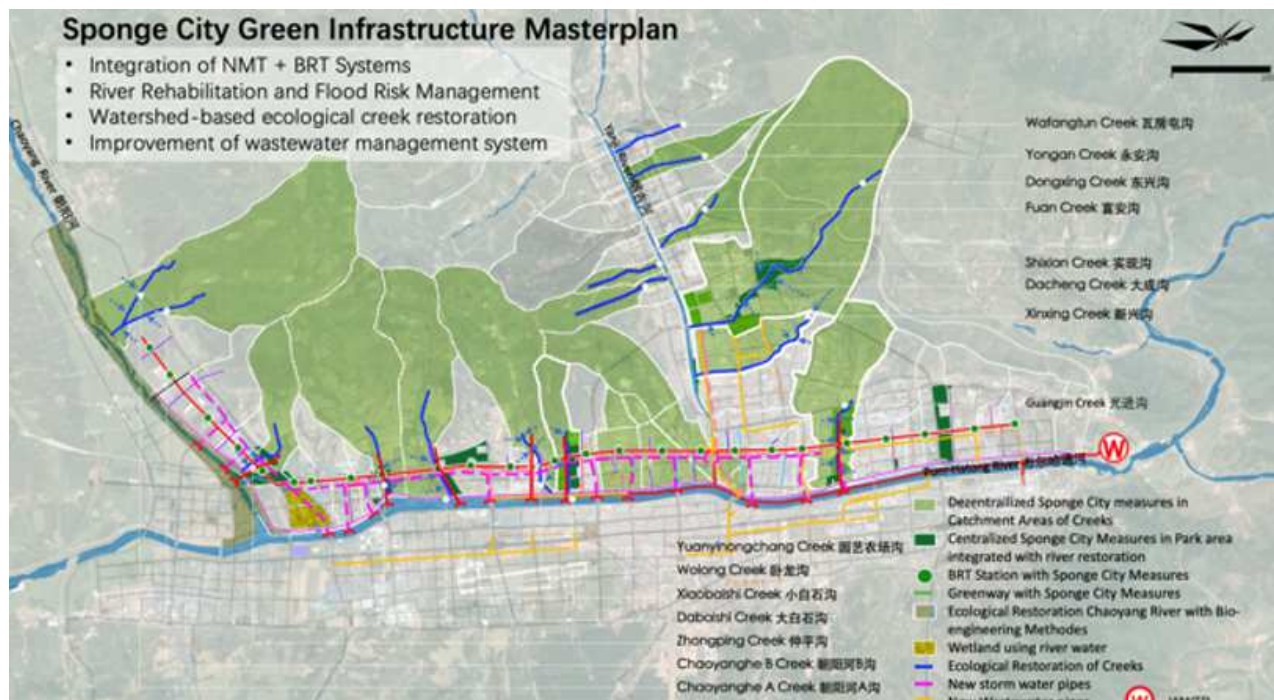 Sponge City Green Infrastructure Masterplan
• Integration of NMT + BRT Systems
• River Rehabilitation and Flood Risk Management
• Watershed-based ecological creek restoration
• Improvement of wastewater management system
Chaoyang River 朝阳河
Wafangtun Creek 瓦房屯沟
Yongan Creek 永安沟
Dongxing Creek 东兴沟
Fuan Creek 富安沟
Shixian Creek 实现沟
Dacheng Creek 大成沟
Xinxing Creek 新兴沟
Guangjin Creek 光进沟
River
W
Yuanyinongchang Creek 园艺农场沟
Wolong Creek 卧龙沟
Xiaobaishi Creek 小白石沟
Dabaishi Creek 大白石沟
Zhongping Creek 仲平沟
Chaoyanghe B Creek 朝阳河B沟
Chaoyanghe A Creek 朝阳河A沟
Dezentrailized Sponge City measures in
Catchment Areas of Creeks
Centralized Sponge City Measures in Park area
integrated with river restoration
BRT Station with Sponge City Measures
Greenway with Sponge City Measures
Ecological Restoration Chaoyang River with Bio-
engineering Methodes
Wetland using river water
Ecological Restoration of Creeks
New storm water pipes
W